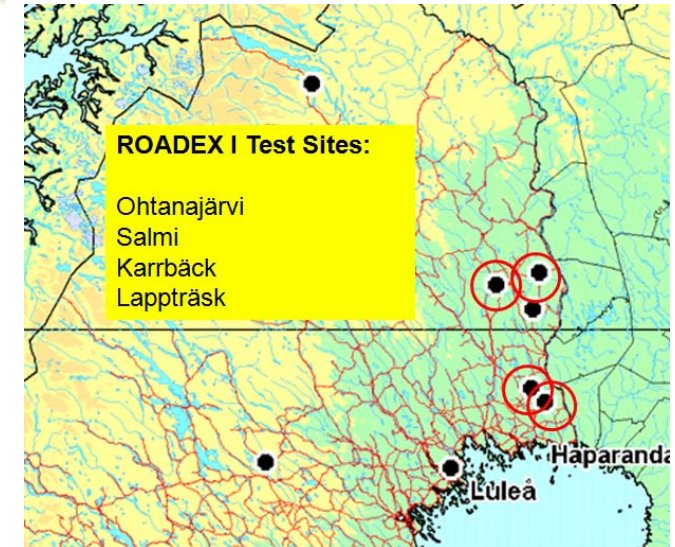 ROADEX I Test Sites:
Ohtanajärvi
Salmi
Karrbäck
Lappträsk
Haparanda
Luleå